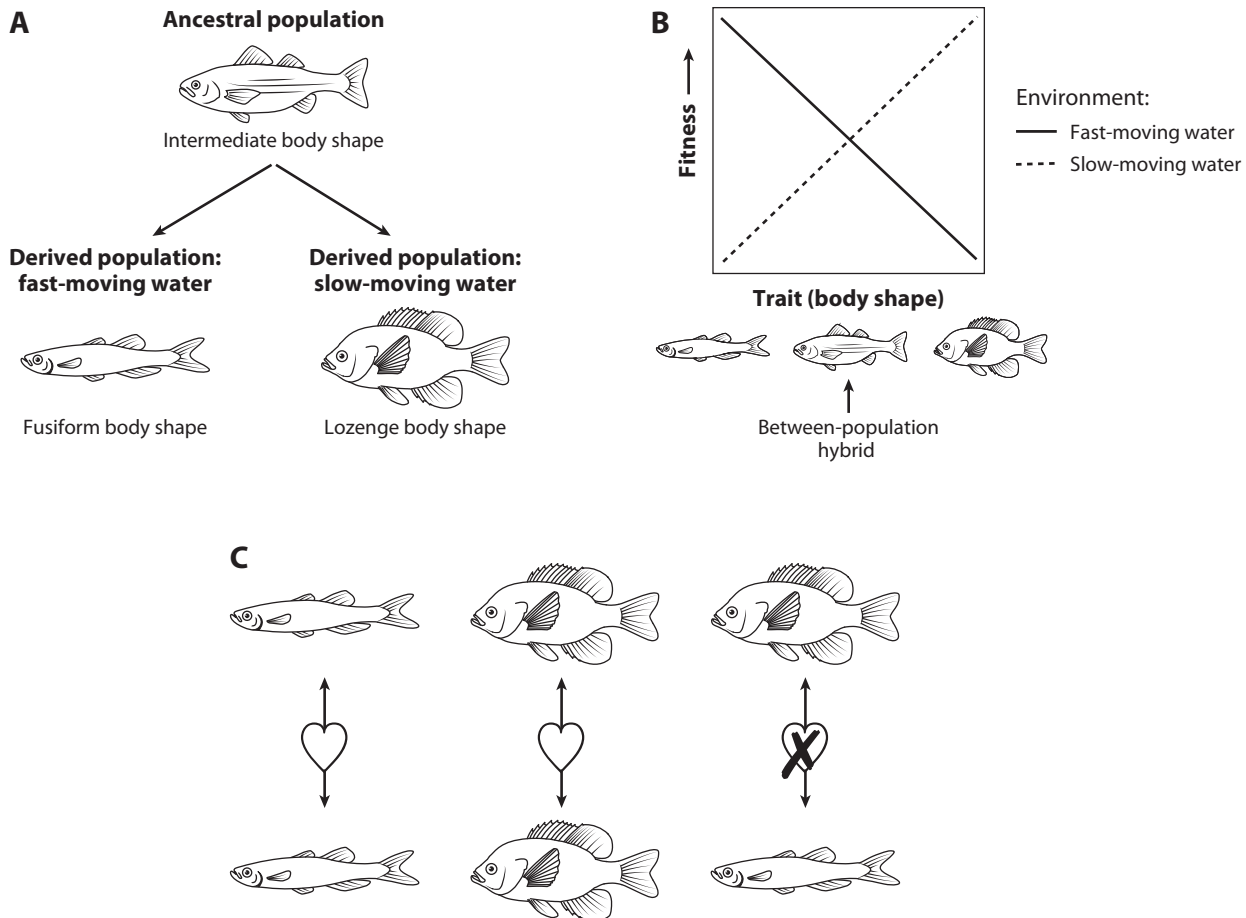 A
Ancestral population
Intermediate body shape
Derived population:
fast-moving water
Derived population:
slow-moving water
Fusiform body shape
Lozenge body shape
B
Fitness
Trait (body shape)
Between-population
hybrid
Environment:
Fast-moving water
Slow-moving water
C
X